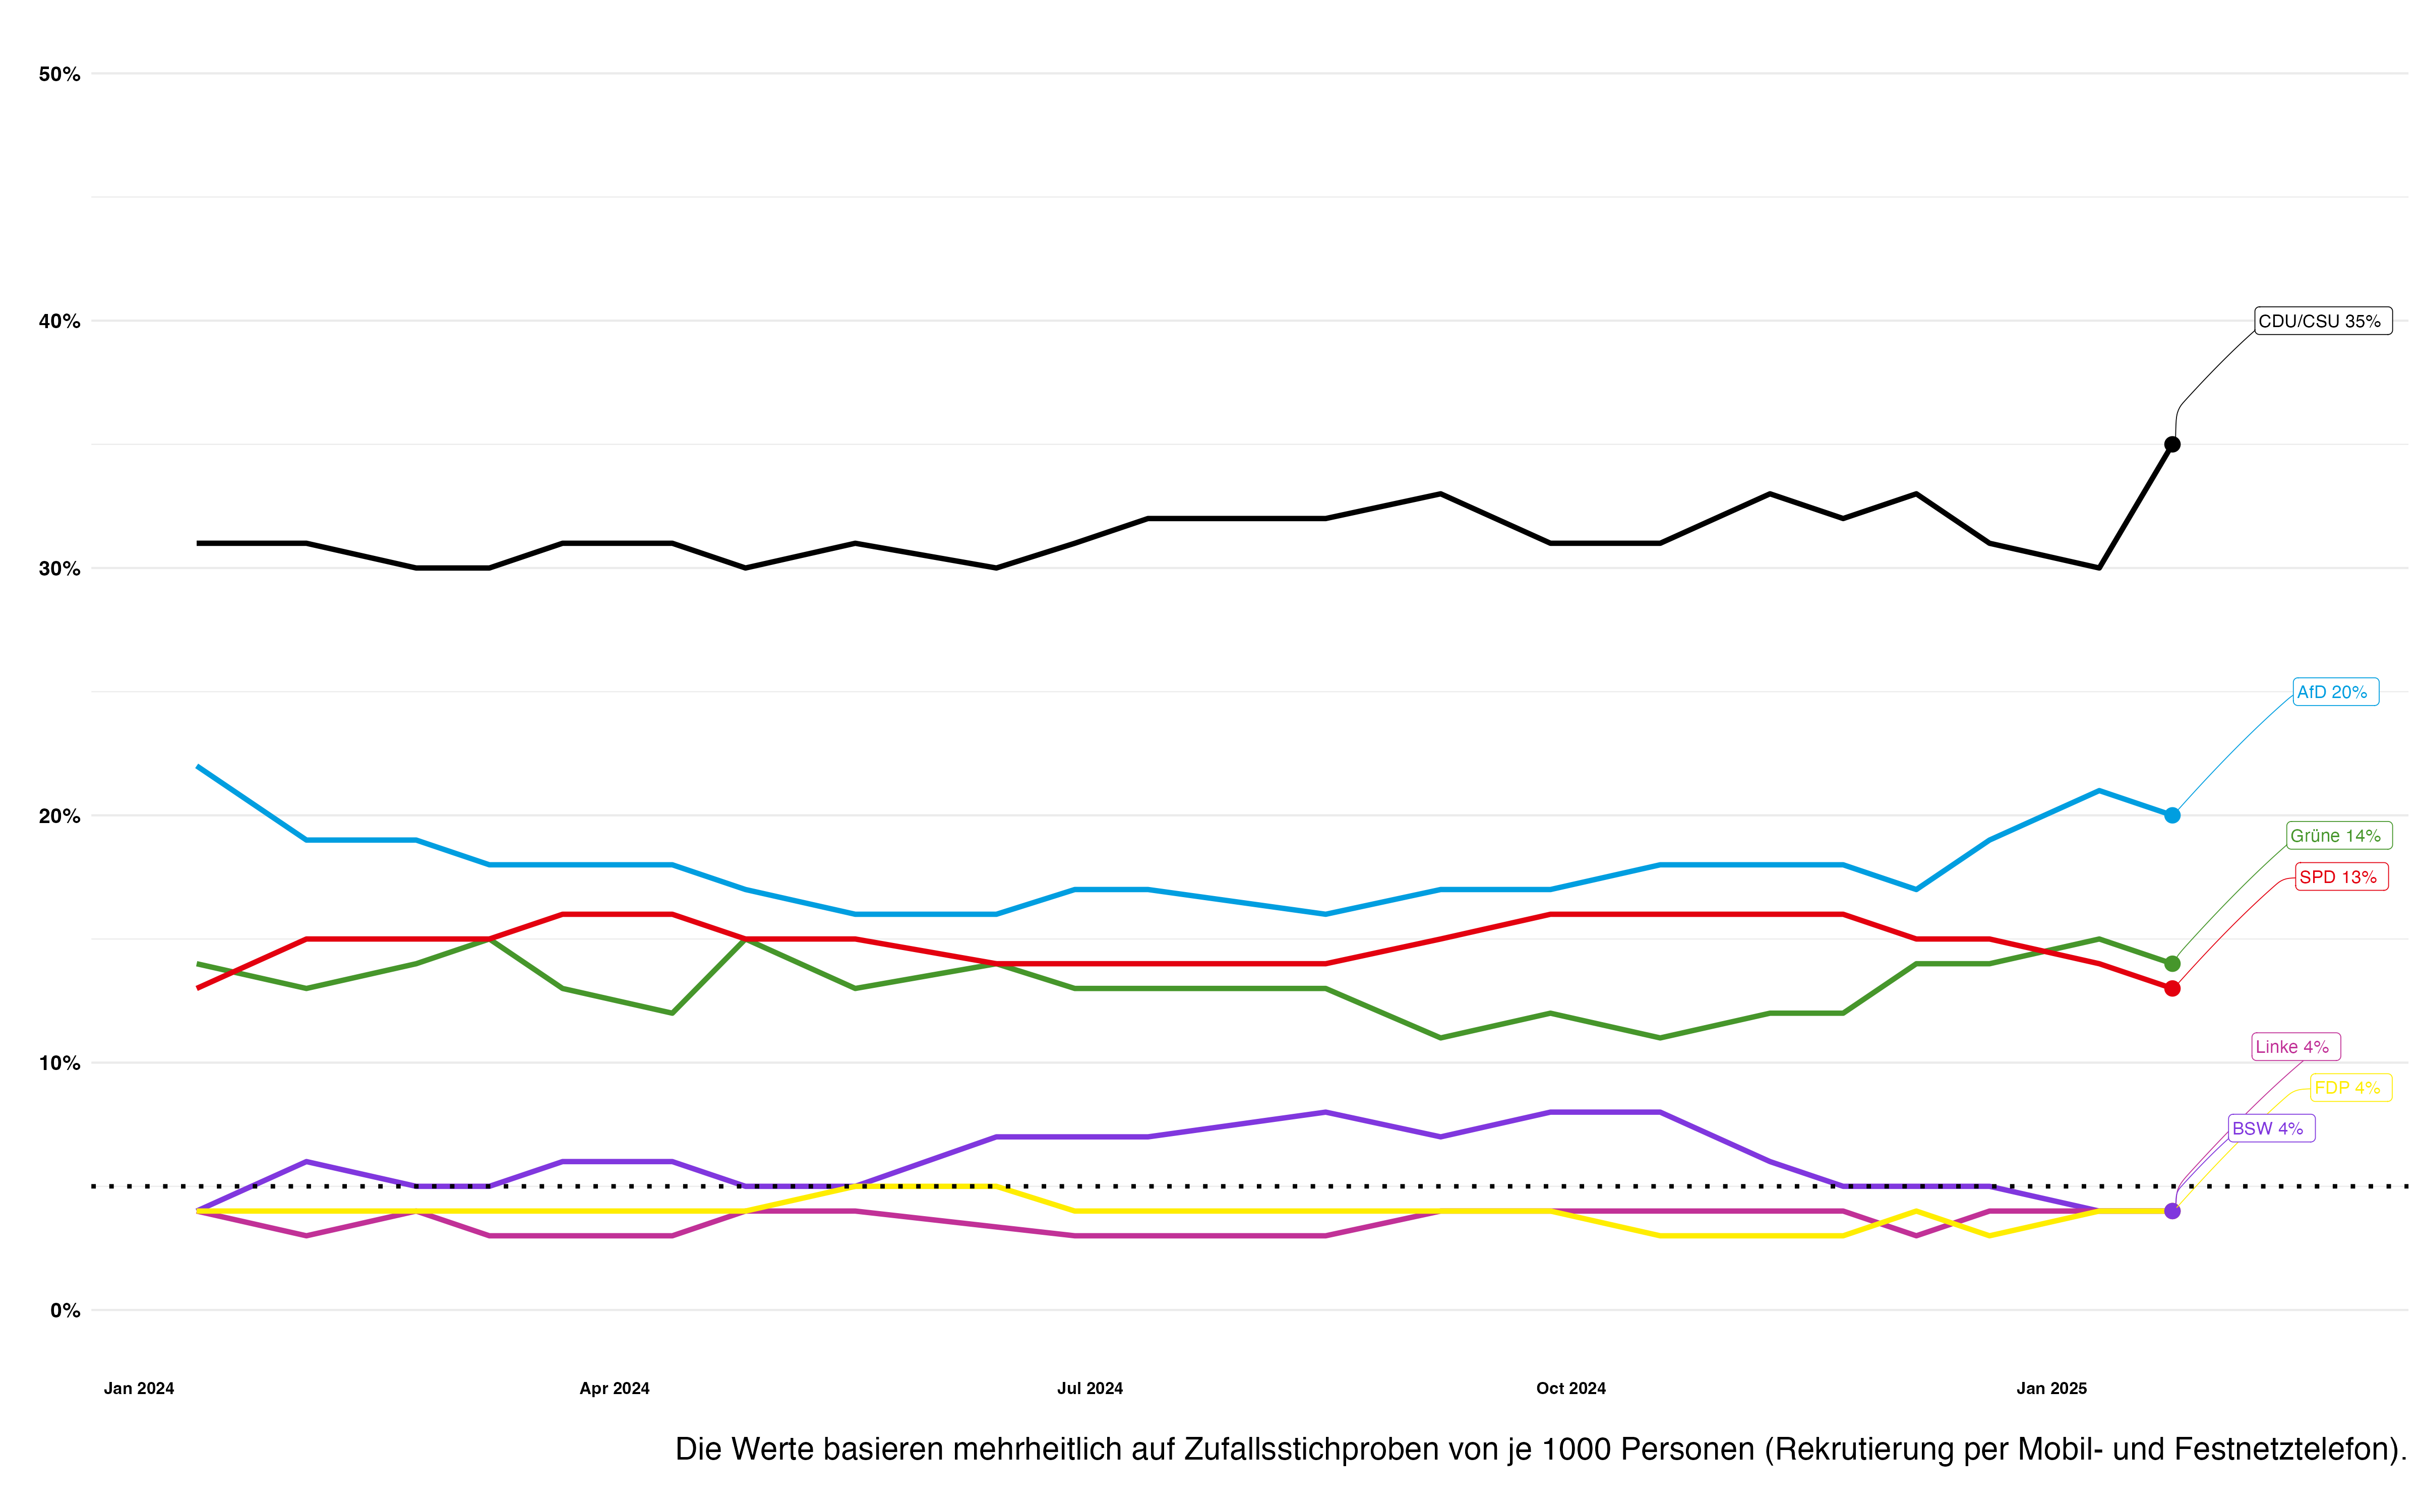 50%
40%
CDU/CSU 35%
30%
AfD 20%
20%
Grüne 14%
SPD 13%
10%
Linke 4%
FDP 4%
BSW 4%
0%
Jan 2024 Apr 2024 Jul 2024 Oct 2024 Jan 2025
Die Werte basieren mehrheitlich auf Zufallsstichproben von je 1000 Personen (Rekrutierung per Mobil- und Festnetztelefon).